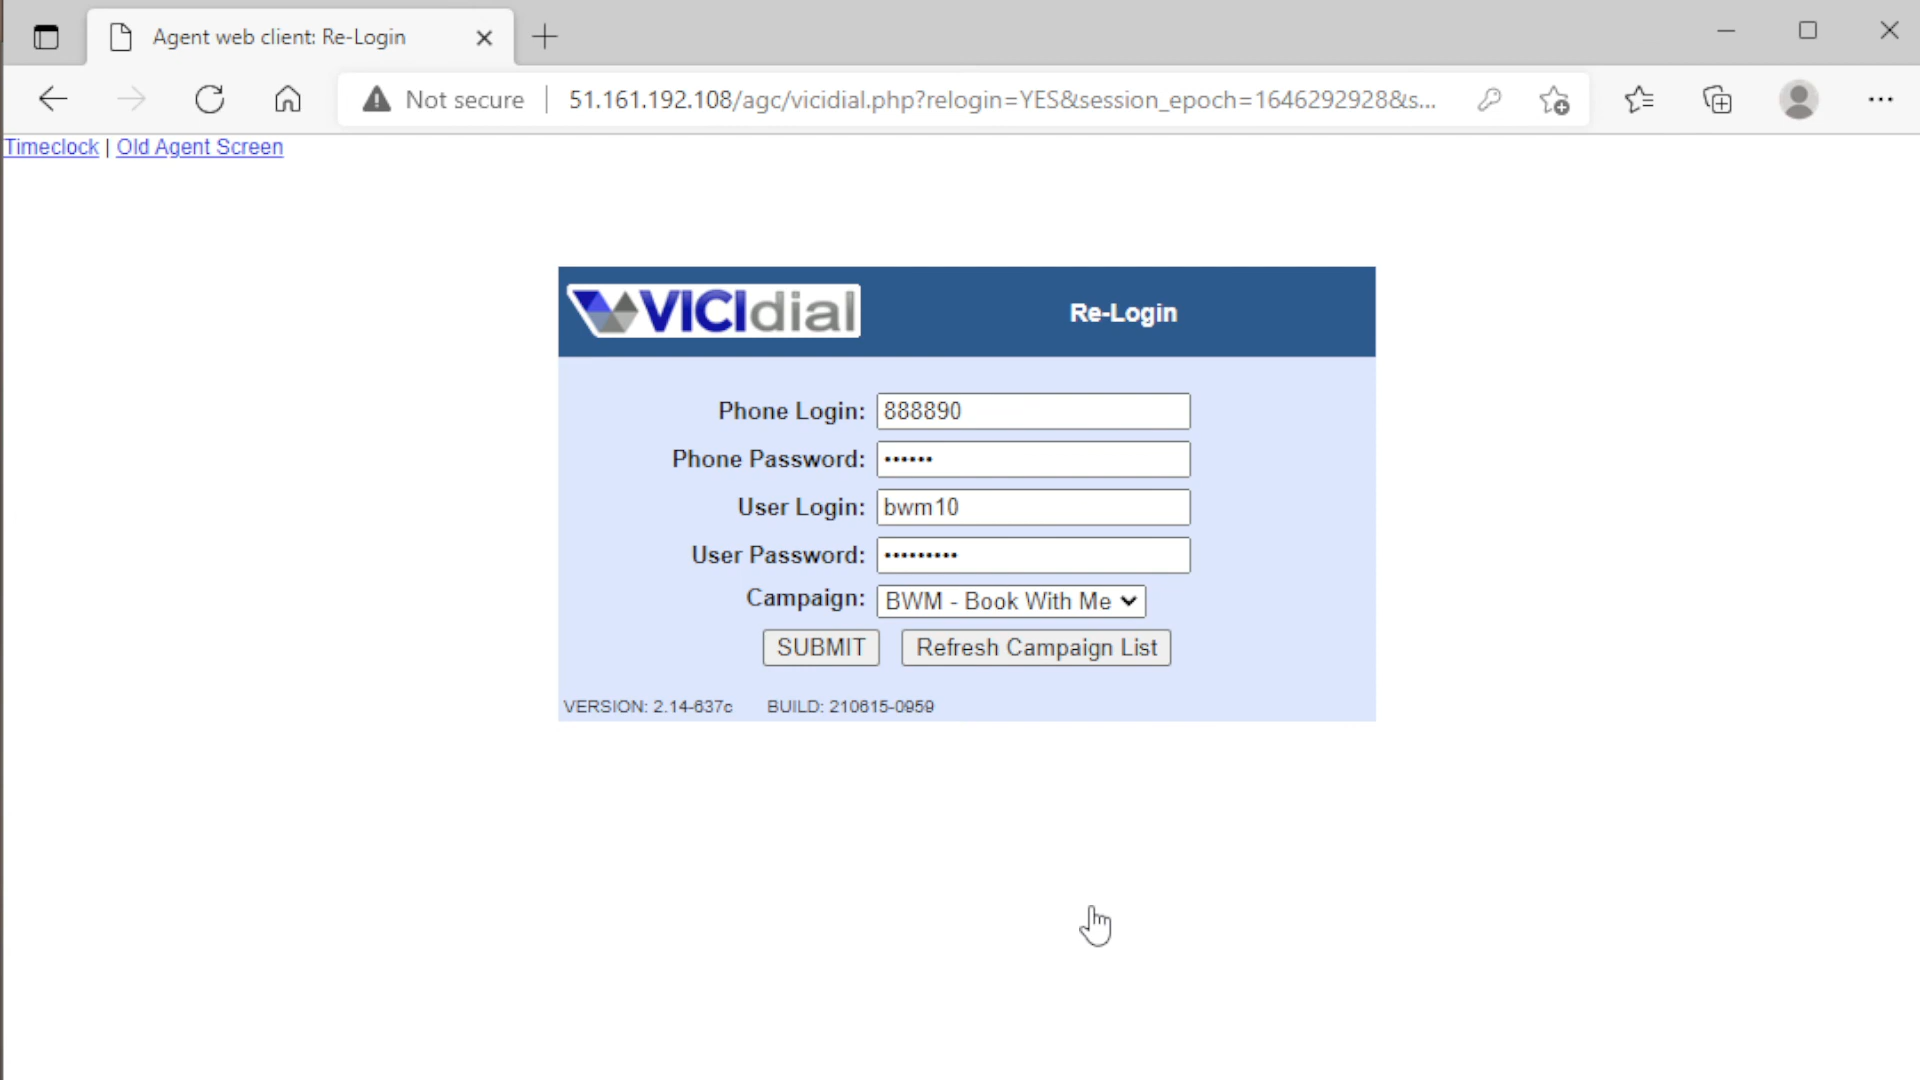 Agent web client: Re-Login
Not secure 51.161.192.108/agc/vicidial.php?relogin=YES&session_epoch=1646292928&s...
Timeclock | Old Agent Screen
VICIdial Re-Login
Phone Login: 888890
Phone Password: ••••••
User Login: bwm10
User Password: •••••••••
Campaign: BWM - Book With Me
SUBMIT Refresh Campaign List
VERSION: 2.14-637c BUILD: 210615-0959